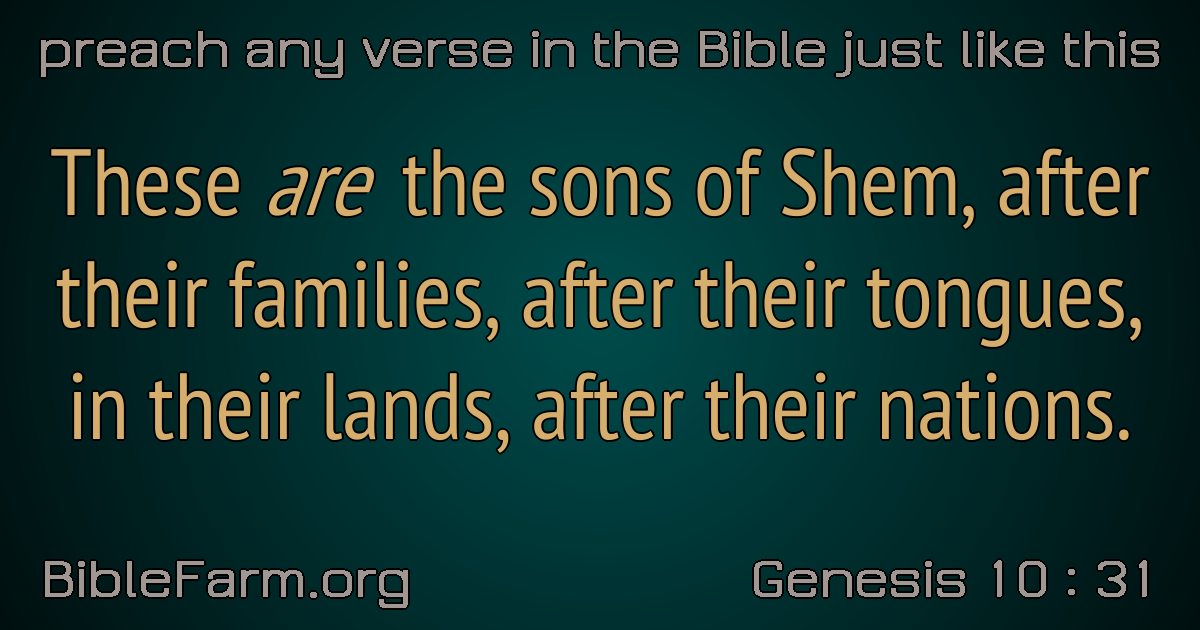 preach any verse in the Bible just like this
These are the sons of Shem, after
their families, after their tongues,
in their lands, after their nations.
BibleFarm.org
Genesis 10 : 31